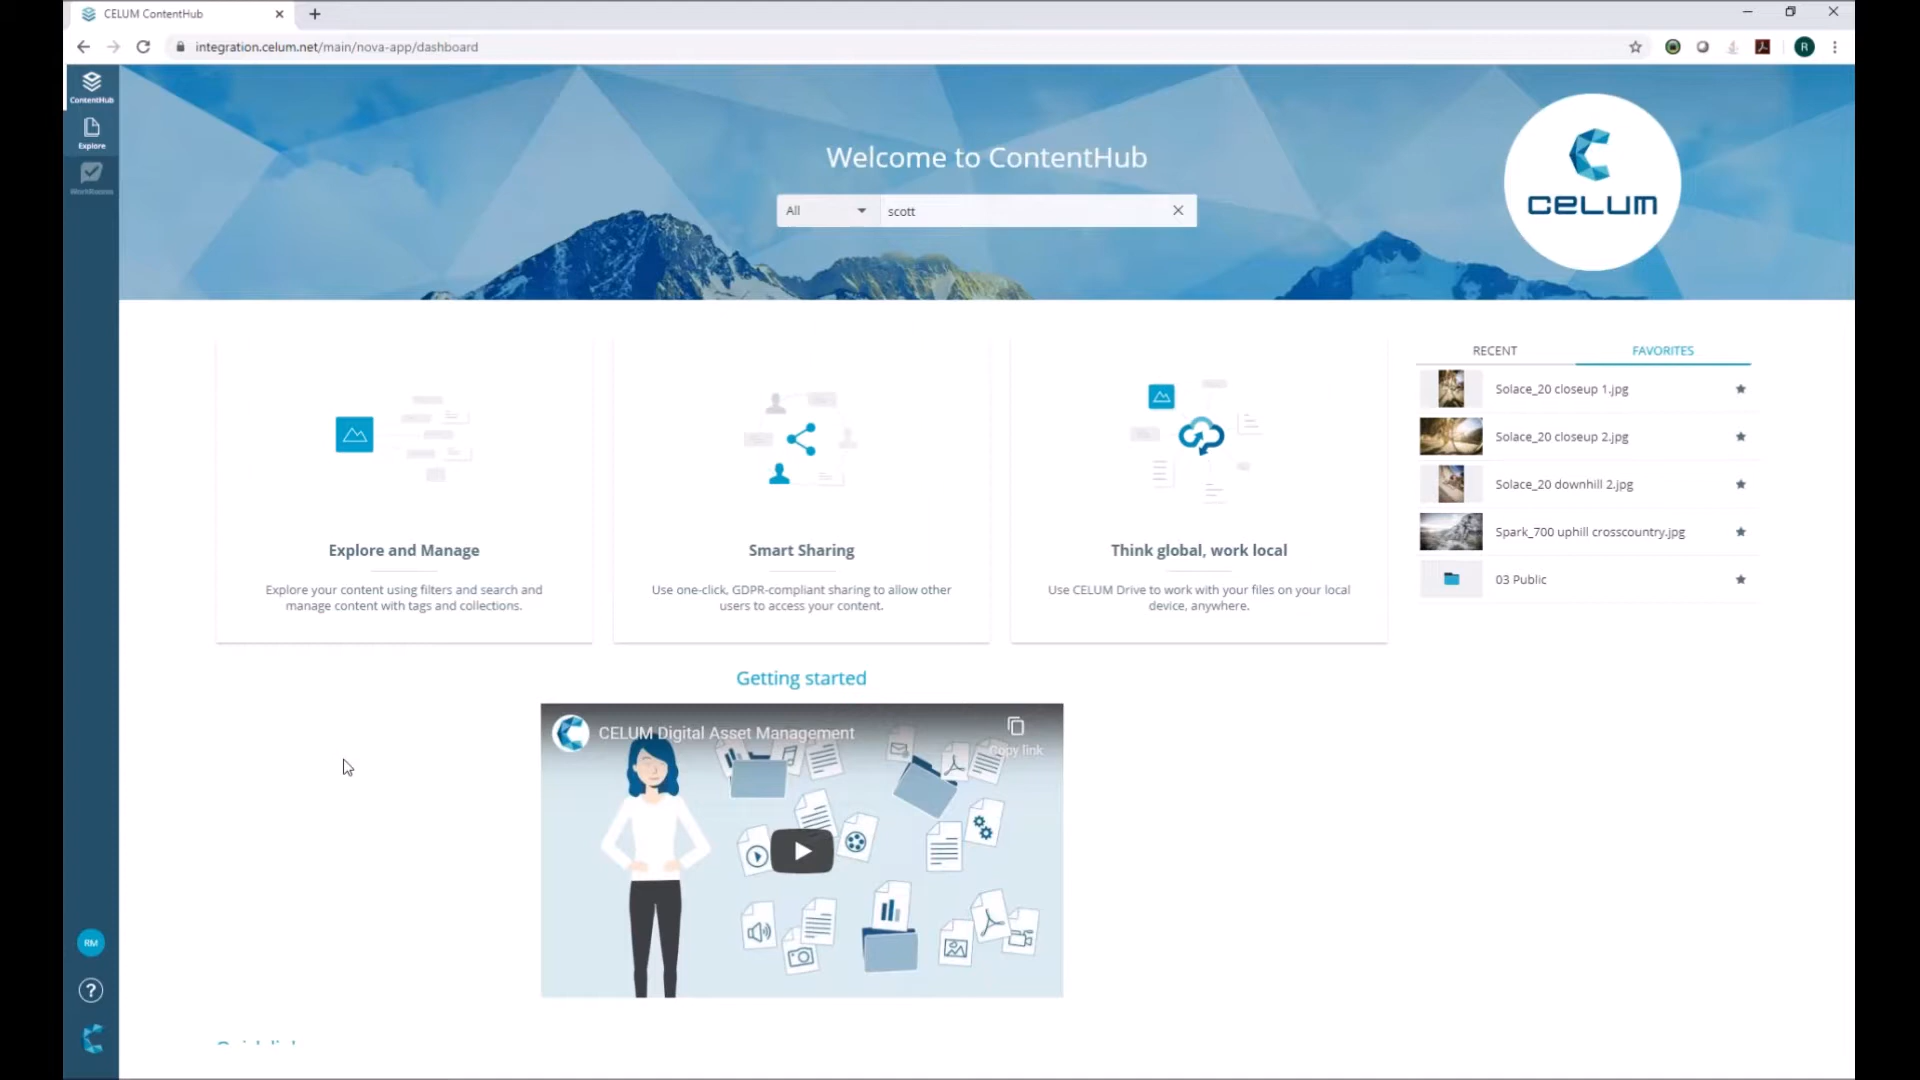 CELUM ContentHub
integration.celum.net/main/nova-app/dashboard
R
ContentHub
Explore
WorkRooms
Welcome to ContentHub
All
scott
CELUM
RECENT
FAVORITES
Solace_20 closeup 1.jpg
Solace_20 closeup 2.jpg
Solace_20 downhill 2.jpg
Spark_700 uphill crosscountry.jpg
03 Public
Explore and Manage
Explore your content using filters and search and
manage content with tags and collections.
Smart Sharing
Use one-click, GDPR-compliant sharing to allow other
users to access your content.
Think global, work local
Use CELUM Drive to work with your files on your local
device, anywhere.
Getting started
CELUM Digital Asset Management
Copy link
RM
?